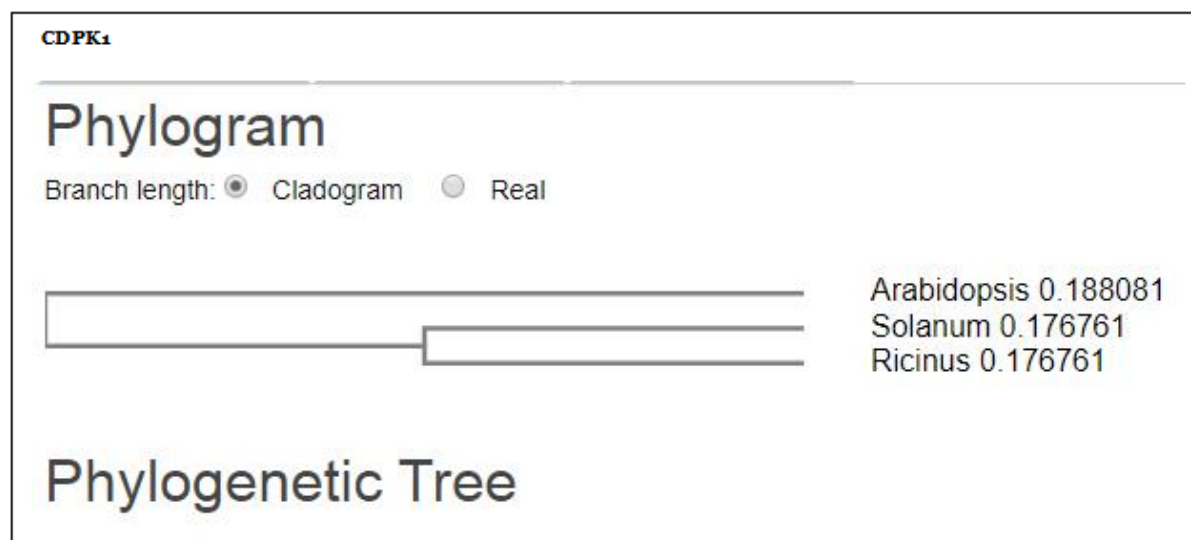 CDPK1
Phylogram
Branch length: Cladogram Real
Arabidopsis 0.188081
Solanum 0.176761
Ricinus 0.176761
Phylogenetic Tree